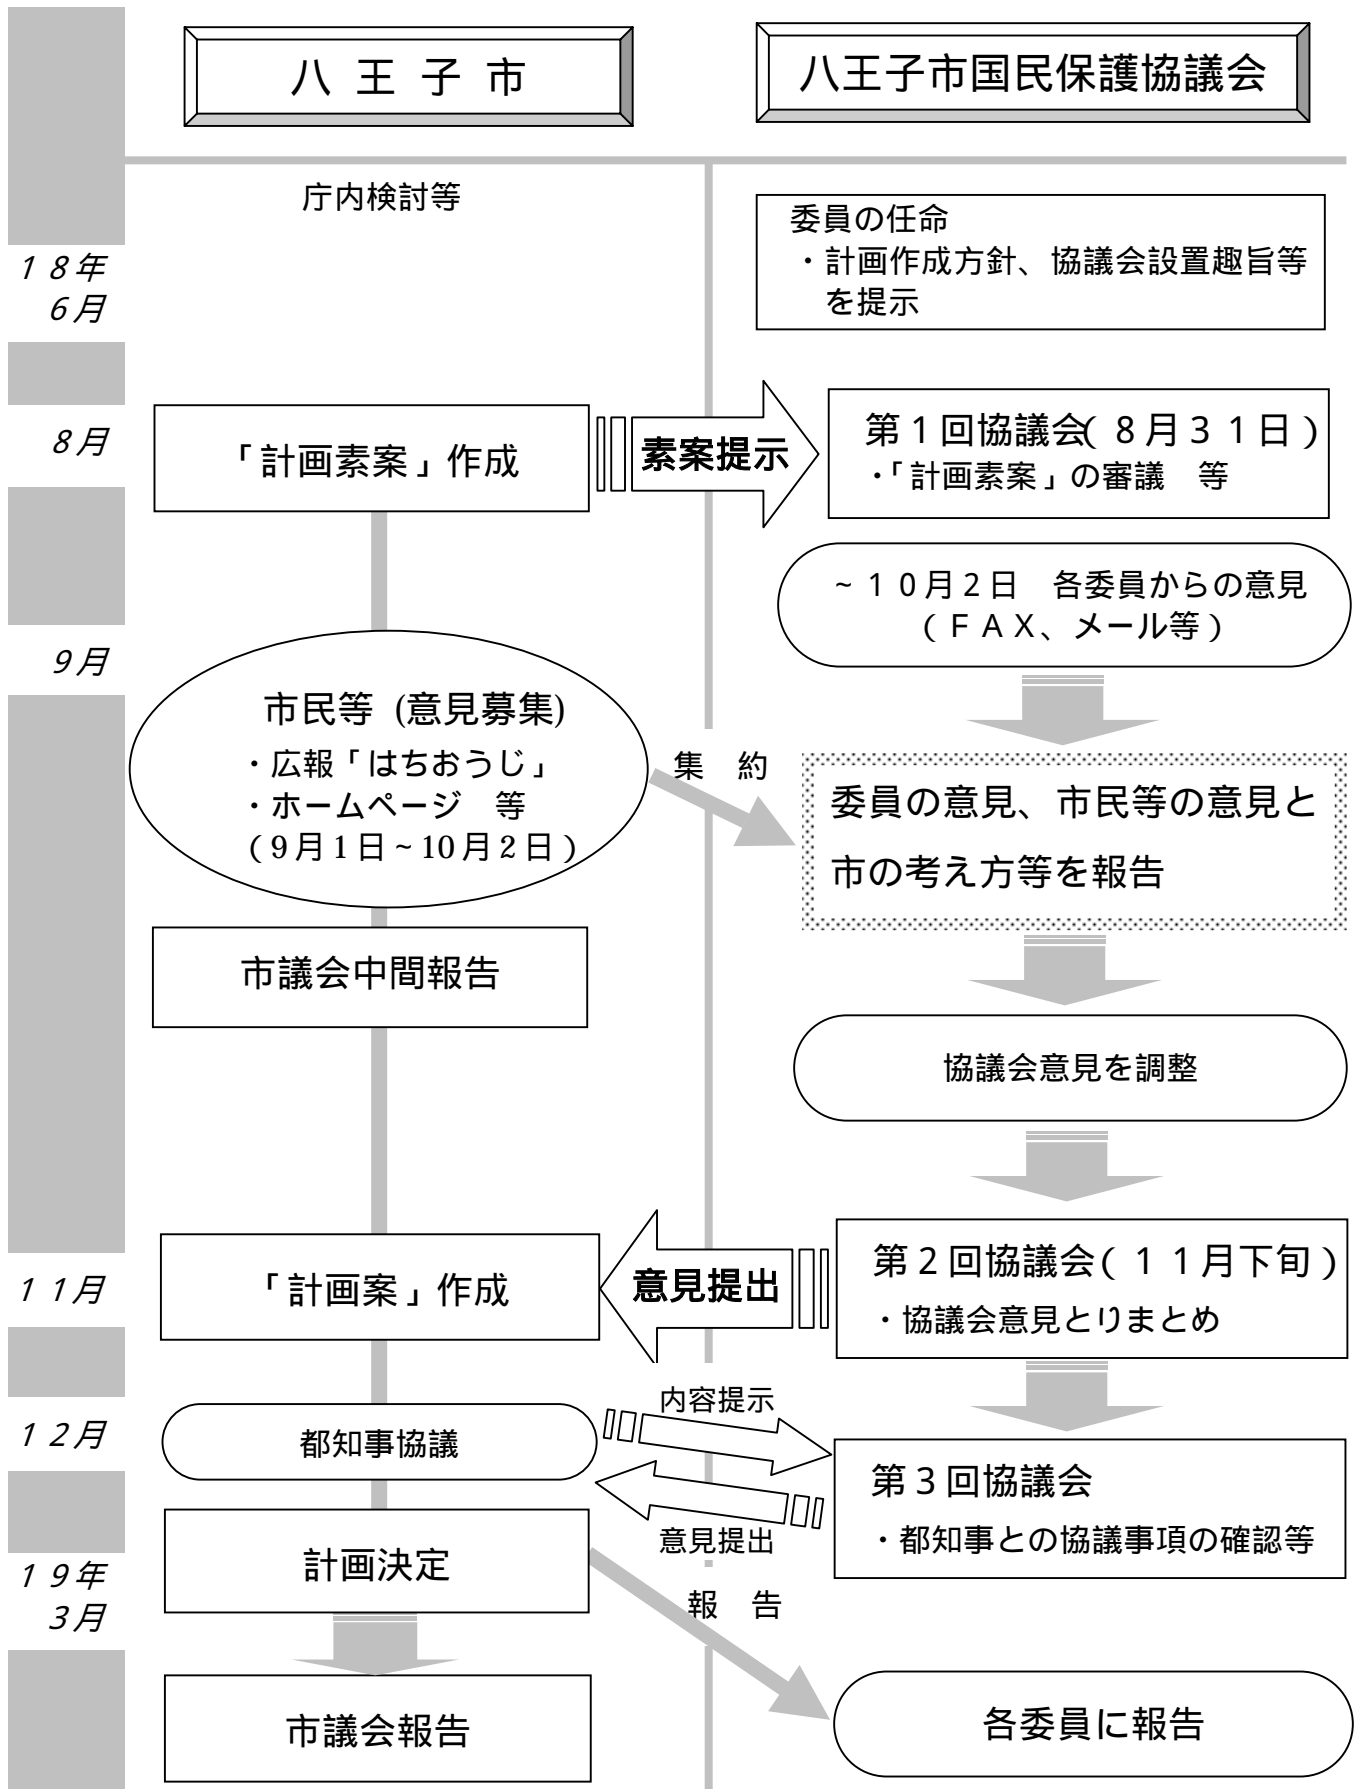 八 王 子 市
八王子市国民保護協議会
庁内検討等
委員の任命
・計画作成方針、協議会設置趣旨等
を提示
１８年
６月
８月
「計画素案」作成
素案提示
第１回協議会（８月３１日）
・「計画素案」の審議　等
～１０月２日　各委員からの意見
（ＦＡＸ、メール等）
９月
市民等 (意見募集)
・広報「はちおうじ」
・ホームページ　等
（9月1日～10月2日）
集　約
委員の意見、市民等の意見と
市の考え方等を報告
市議会中間報告
協議会意見を調整
１１月
「計画案」作成
意見提出
第２回協議会（１１月下旬）
・協議会意見とりまとめ
１２月
都知事協議
内容提示
意見提出
第３回協議会
・都知事との協議事項の確認等
１９年
３月
計画決定
報　告
市議会報告
各委員に報告